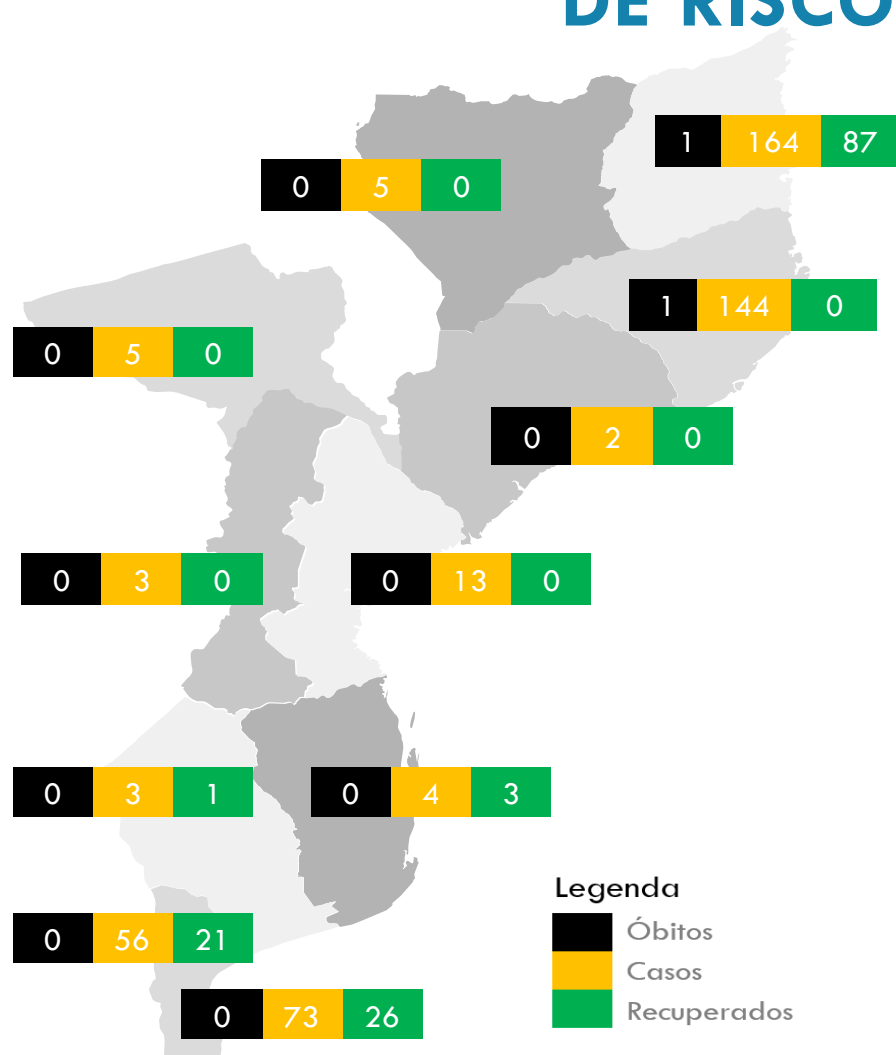 DE RISCO
1 164 87
0 5 0
1 144 0
0 5 0
0 2 0
0 3 0
0 13 0
0 3 1
0 4 3
Legenda
Óbitos
Casos
Recuperados
0 56 21
0 73 26